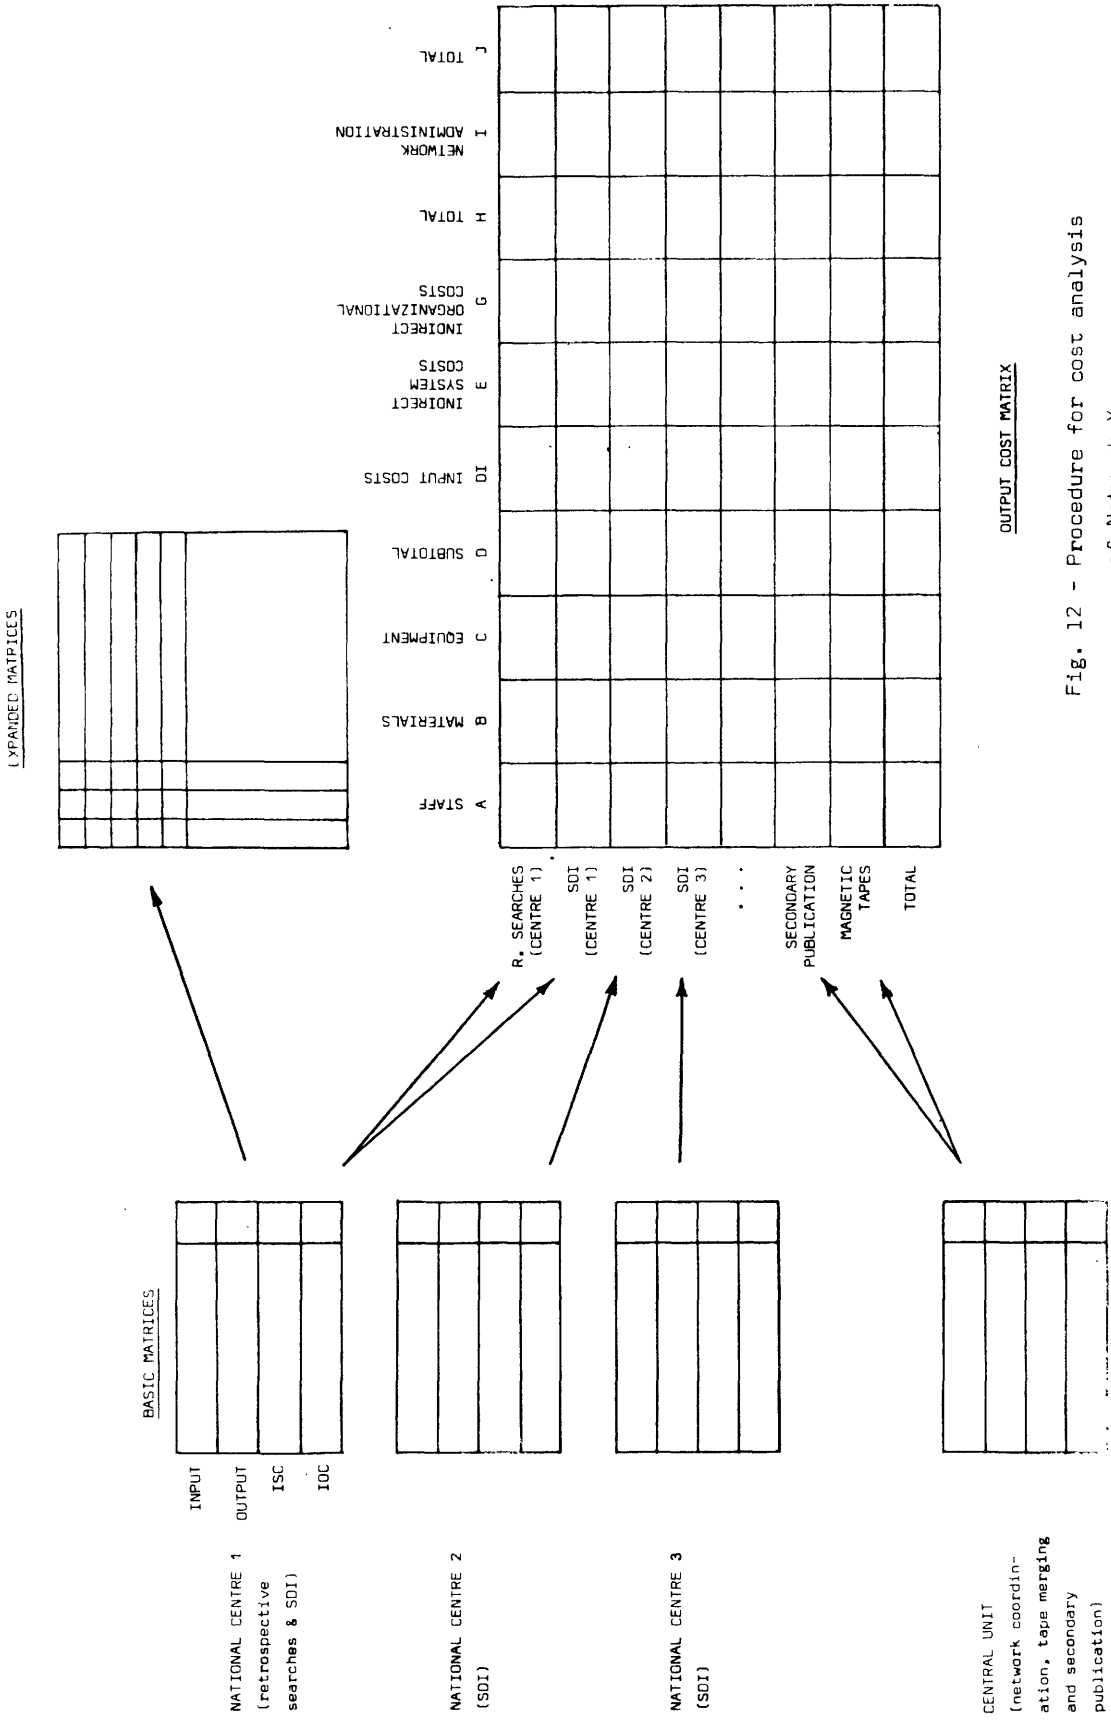 BASIC MATRICES
INPUT
OUTPUT
ISC
IOC
NATIONAL CENTRE 1
(retrospective
searches & SDI)
NATIONAL CENTRE 2
(SDI)
NATIONAL CENTRE 3
(SDI)
CENTRAL UNIT
(network coordin-
ation, tape merging
and secondary
publication)
EXPANDED MATRICES
STAFF
A
MATERIALS
B
EQUIPMENT
C
SUBTOTAL
D
INPUT COSTS
DI
INDIRECT
SYSTEM
COSTS
E
INDIRECT
ORGANIZATIONAL
COSTS
G
TOTAL
H
NETWORK
ADMINISTRATION
I
TOTAL
J
R. SEARCHES
(CENTRE 1)
SDI
(CENTRE 1)
SDI
(CENTRE 2)
SDI
(CENTRE 3)
. . .
SECONDARY
PUBLICATION
MAGNETIC
TAPES
TOTAL
OUTPUT COST MATRIX
Fig. 12 - Procedure for cost analysis